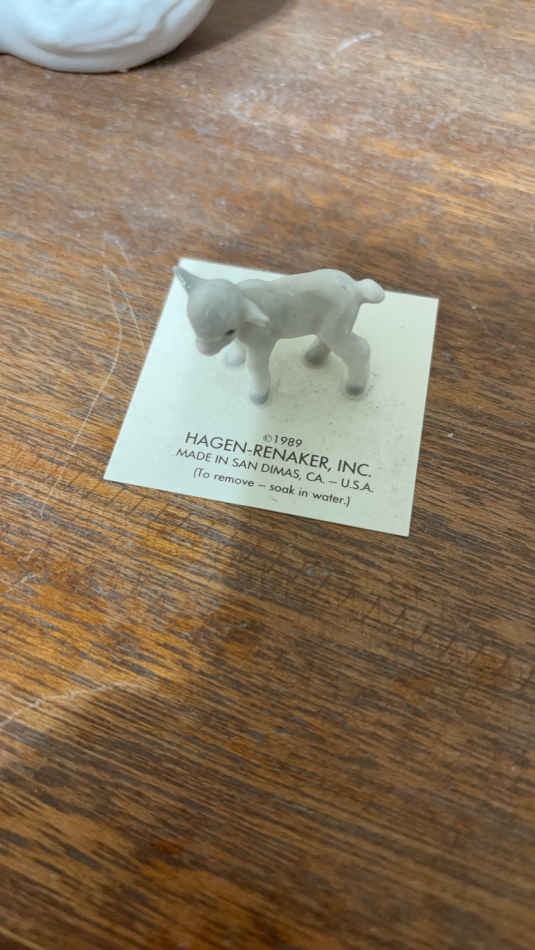 ©1989
HAGEN-RENAKER, INC.
MADE IN SAN DIMAS, CA. – U.S.A.
(To remove – soak in water.)